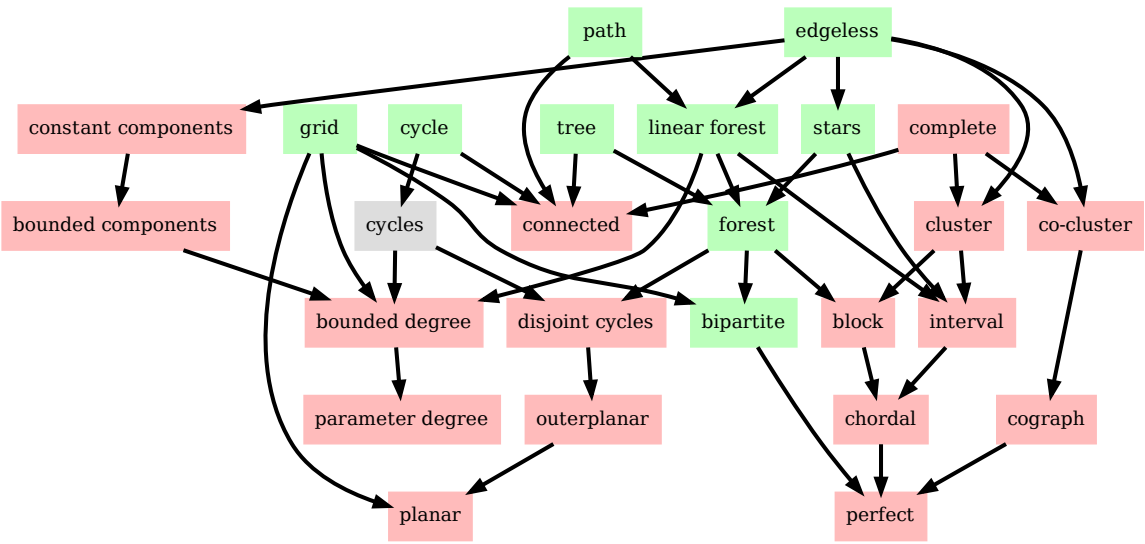 path
edgeless
constant components
grid
cycle
tree
linear forest
stars
complete
bounded components
cycles
connected
forest
cluster
co-cluster
bounded degree
disjoint cycles
bipartite
block
interval
parameter degree
outerplanar
chordal
cograph
planar
perfect